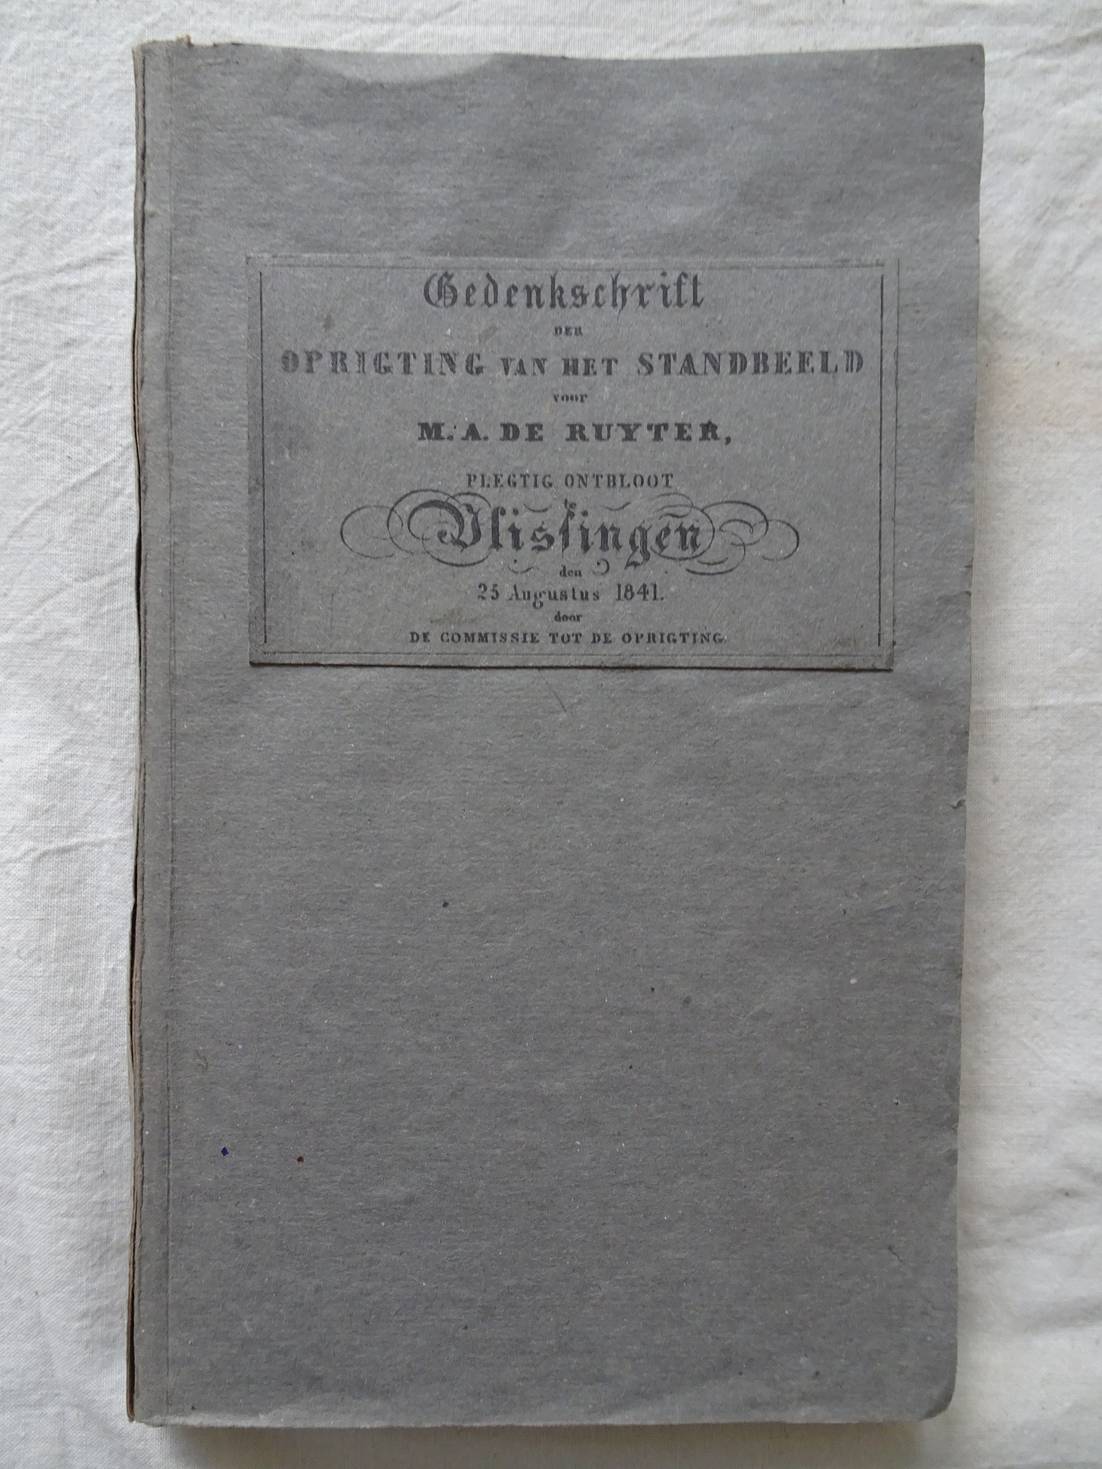 Gedenkschrift
DER
OPRIGTING VAN HET STANDBEELD
voor
M. A. DE RUYTER,
PLEGTIG ONTBLOOT
te
Vlissingen
den
25 Augustus 1841.
door
DE COMMISSIE TOT DE OPRIGTING.